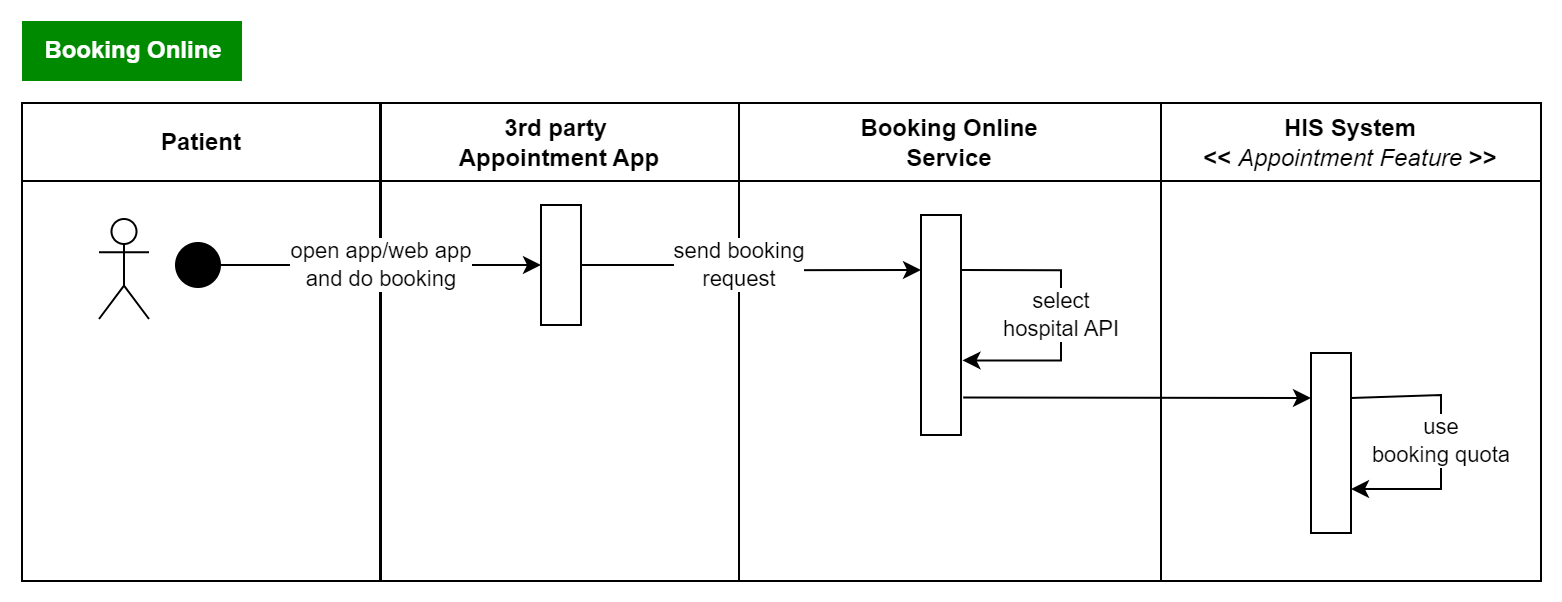 Booking Online
Patient
3rd party
Appointment App
Booking Online
Service
HIS System
<< Appointment Feature >>
open app/web app
and do booking
send booking
request
select
hospital API
use
booking quota